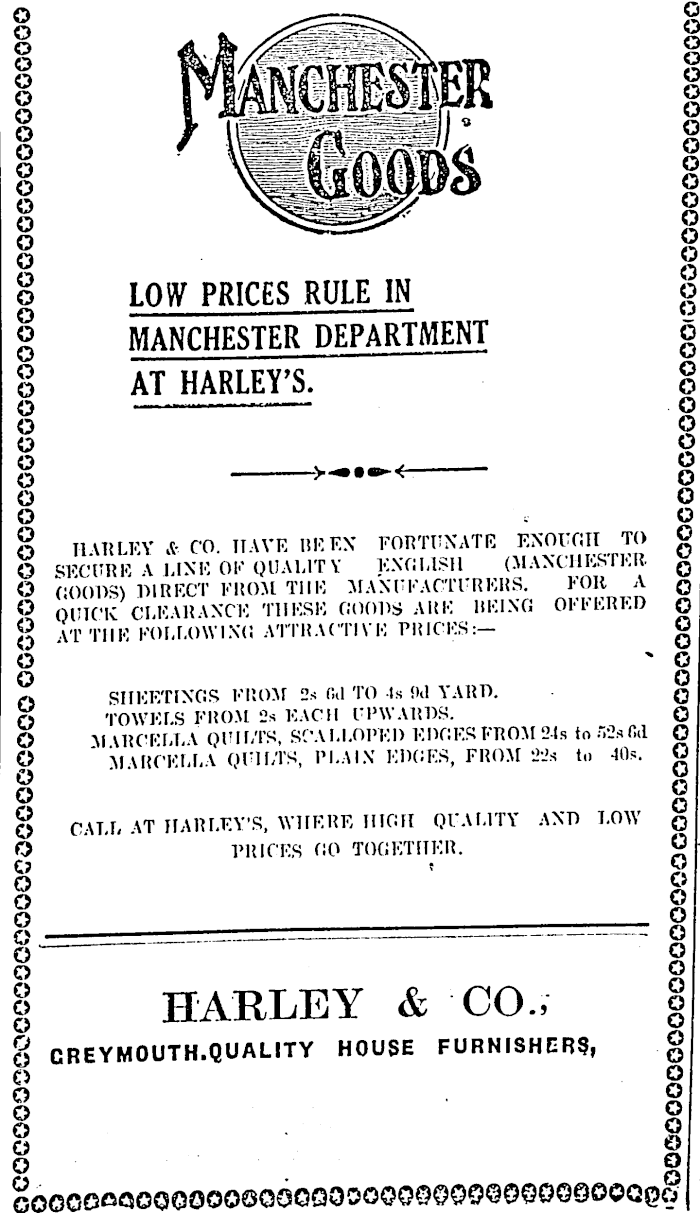 MANCHESTER
GOODS
LOW PRICES RULE IN
MANCHESTER DEPARTMENT
AT HARLEY'S.
HARLEY & CO. HAVE BEEN FORTUNATE ENOUGH TO
SECURE A LINE OF QUALITY ENGLISH (MANCHESTER
GOODS) DIRECT FROM THE MANUFACTURERS. FOR A
QUICK CLEARANCE THESE GOODS ARE BEING OFFERED
AT THE FOLLOWING ATTRACTIVE PRICES:—
SHEETINGS FROM 2s 6d TO 4s 9d YARD.
TOWELS FROM 2s EACH UPWARDS.
MARCELLA QUILTS, SCALLOPED EDGES FROM 24s to 52s 6d
MARCELLA QUILTS, PLAIN EDGES, FROM 22s to 40s.
CALL AT HARLEY'S, WHERE HIGH QUALITY AND LOW
PRICES GO TOGETHER.
HARLEY & CO.,
GREYMOUTH.QUALITY HOUSE FURNISHERS,